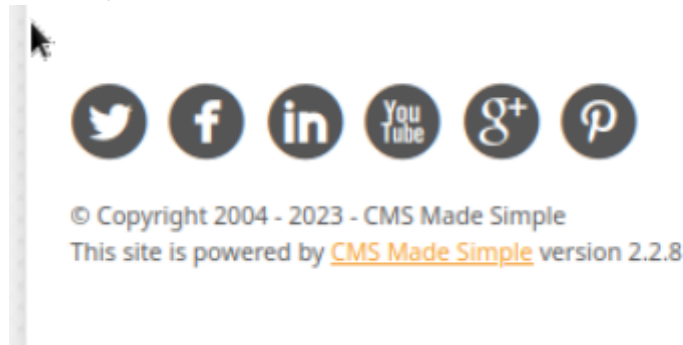 You Tube
© Copyright 2004 - 2023 - CMS Made Simple
This site is powered by CMS Made Simple version 2.2.8